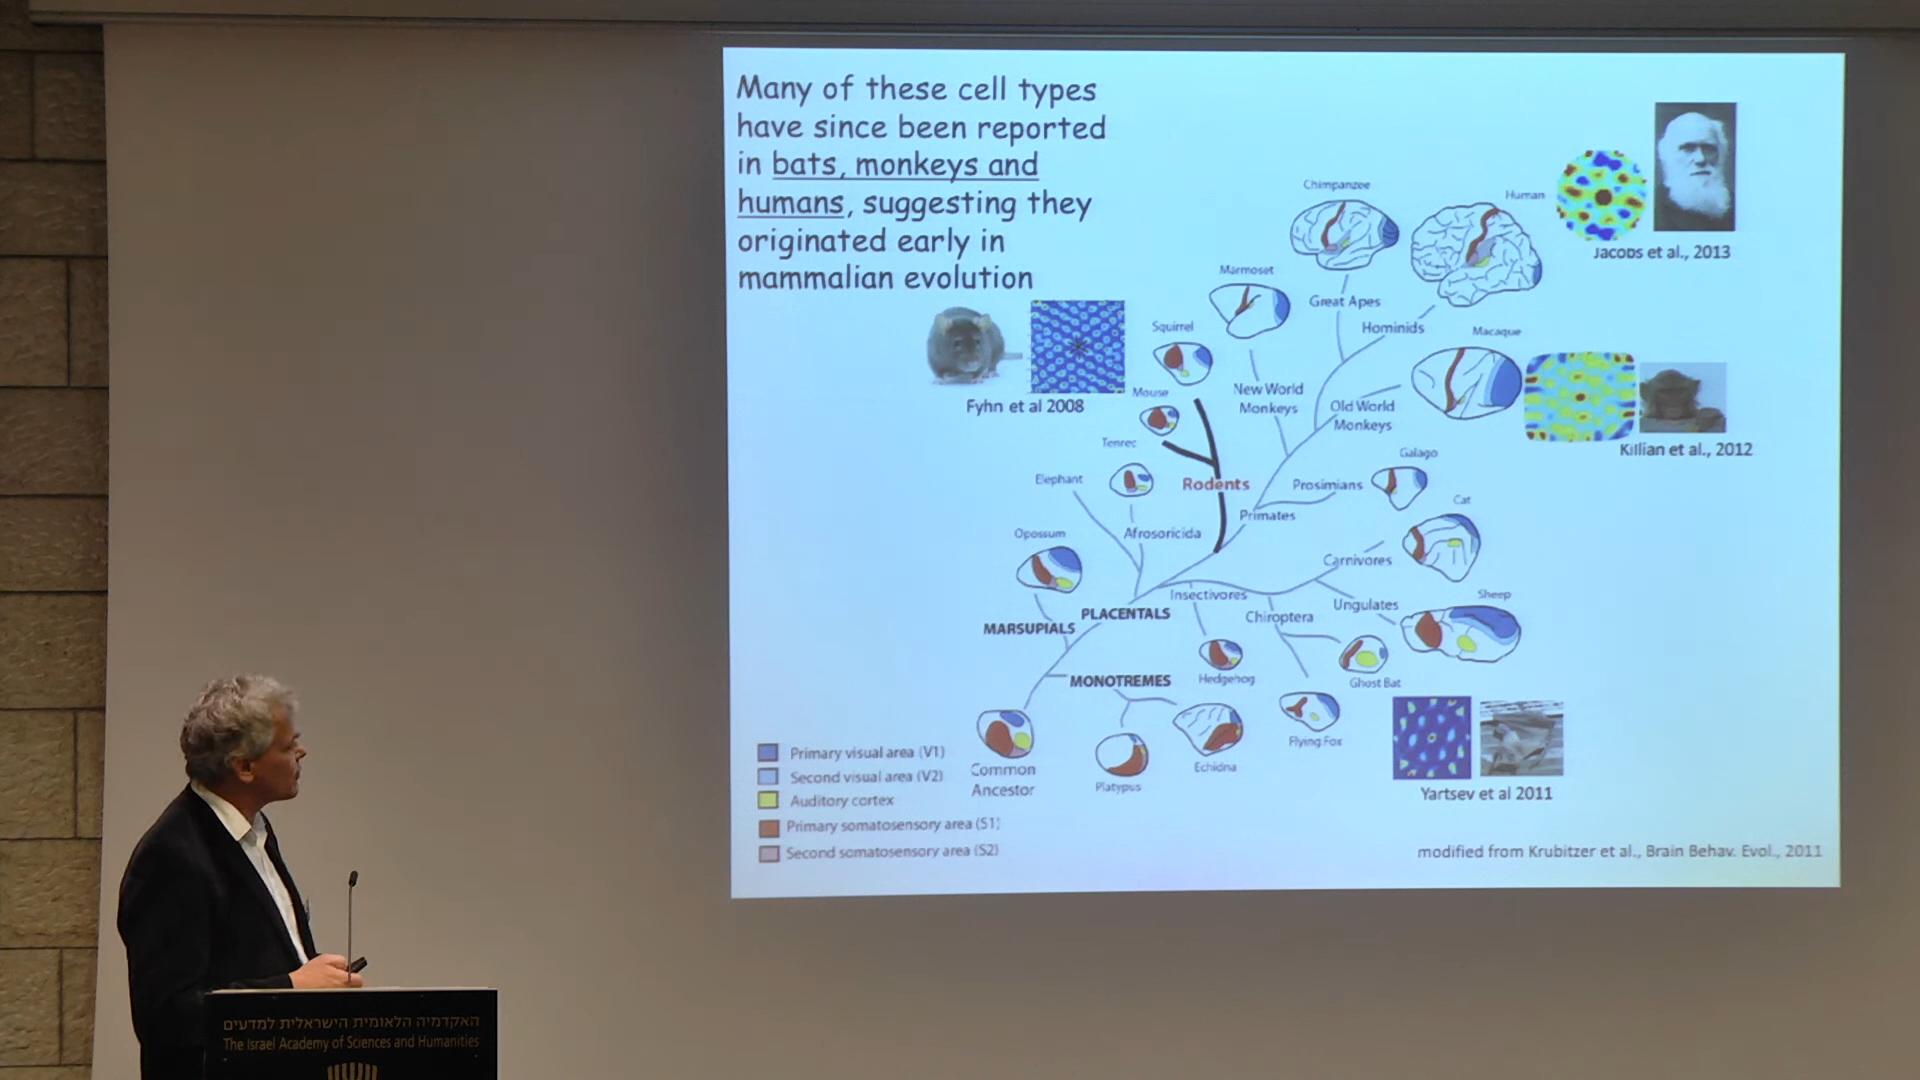 Many of these cell types
have since been reported
in bats, monkeys and
humans, suggesting they
originated early in
mammalian evolution
Chimpanzee
Human
Jacobs et al., 2013
Marmoset
Great Apes
Squirrel
Hominids
Macaque
Fyhn et al 2008
Mouse
New World
Monkeys
Old World
Monkeys
Killian et al., 2012
Tenrec
Galago
Elephant
Rodents
Prosimians
Cat
Primates
Opossum
Afrosoricida
Carnivores
Insectivores
Ungulates
Sheep
PLACENTALS
Chiroptera
MARSUPIALS
MONOTREMES
Hedgehog
Ghost Bat
Flying Fox
Echidna
Common
Ancestor
Platypus
Yartsev et al 2011
Primary visual area (V1)
Second visual area (V2)
Auditory cortex
Primary somatosensory area (S1)
Second somatosensory area (S2)
modified from Krubitzer et al., Brain Behav. Evol., 2011
האקדמיה הלאומית הישראלית למדעים
The Israel Academy of Sciences and Humanities